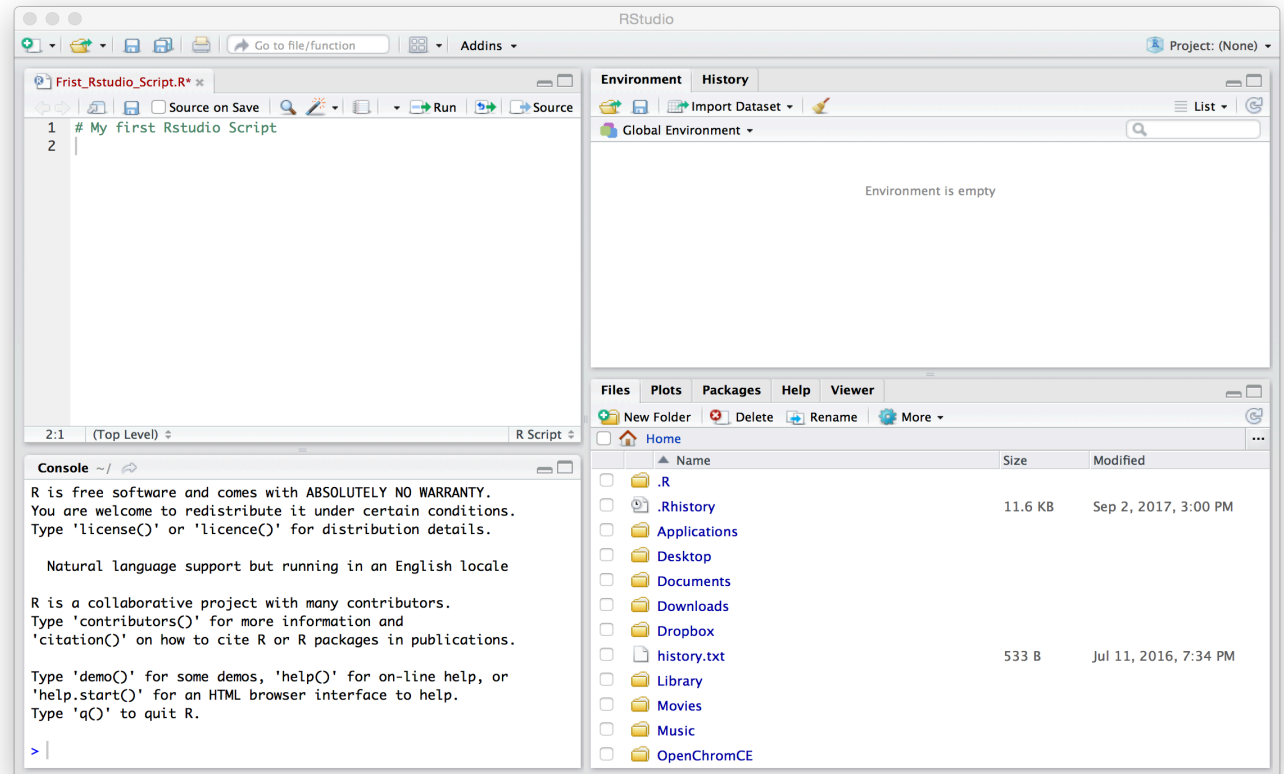 RStudio
Go to file/function
Addins
Project: (None)
Frist_Rstudio_Script.R*
Source on Save
Run
Source
1 # My first Rstudio Script
2
2:1 (Top Level) R Script
Console ~/
R is free software and comes with ABSOLUTELY NO WARRANTY.
You are welcome to redistribute it under certain conditions.
Type 'license()' or 'licence()' for distribution details.
Natural language support but running in an English locale
R is a collaborative project with many contributors.
Type 'contributors()' for more information and
'citation()' on how to cite R or R packages in publications.
Type 'demo()' for some demos, 'help()' for on-line help, or
'help.start()' for an HTML browser interface to help.
Type 'q()' to quit R.
>
Environment History
Import Dataset List
Global Environment
Environment is empty
Files Plots Packages Help Viewer
New Folder Delete Rename More
Home ...
Name Size Modified
.R
.Rhistory 11.6 KB Sep 2, 2017, 3:00 PM
Applications
Desktop
Documents
Downloads
Dropbox
history.txt 533 B Jul 11, 2016, 7:34 PM
Library
Movies
Music
OpenChromCE